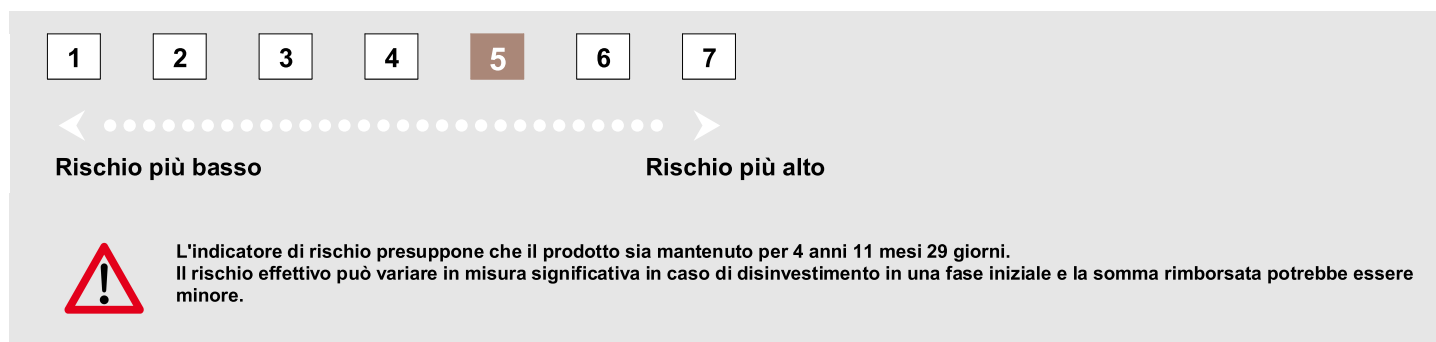 1 2 3 4 5 6 7
Rischio più basso Rischio più alto
L'indicatore di rischio presuppone che il prodotto sia mantenuto per 4 anni 11 mesi 29 giorni.
Il rischio effettivo può variare in misura significativa in caso di disinvestimento in una fase iniziale e la somma rimborsata potrebbe essere
minore.